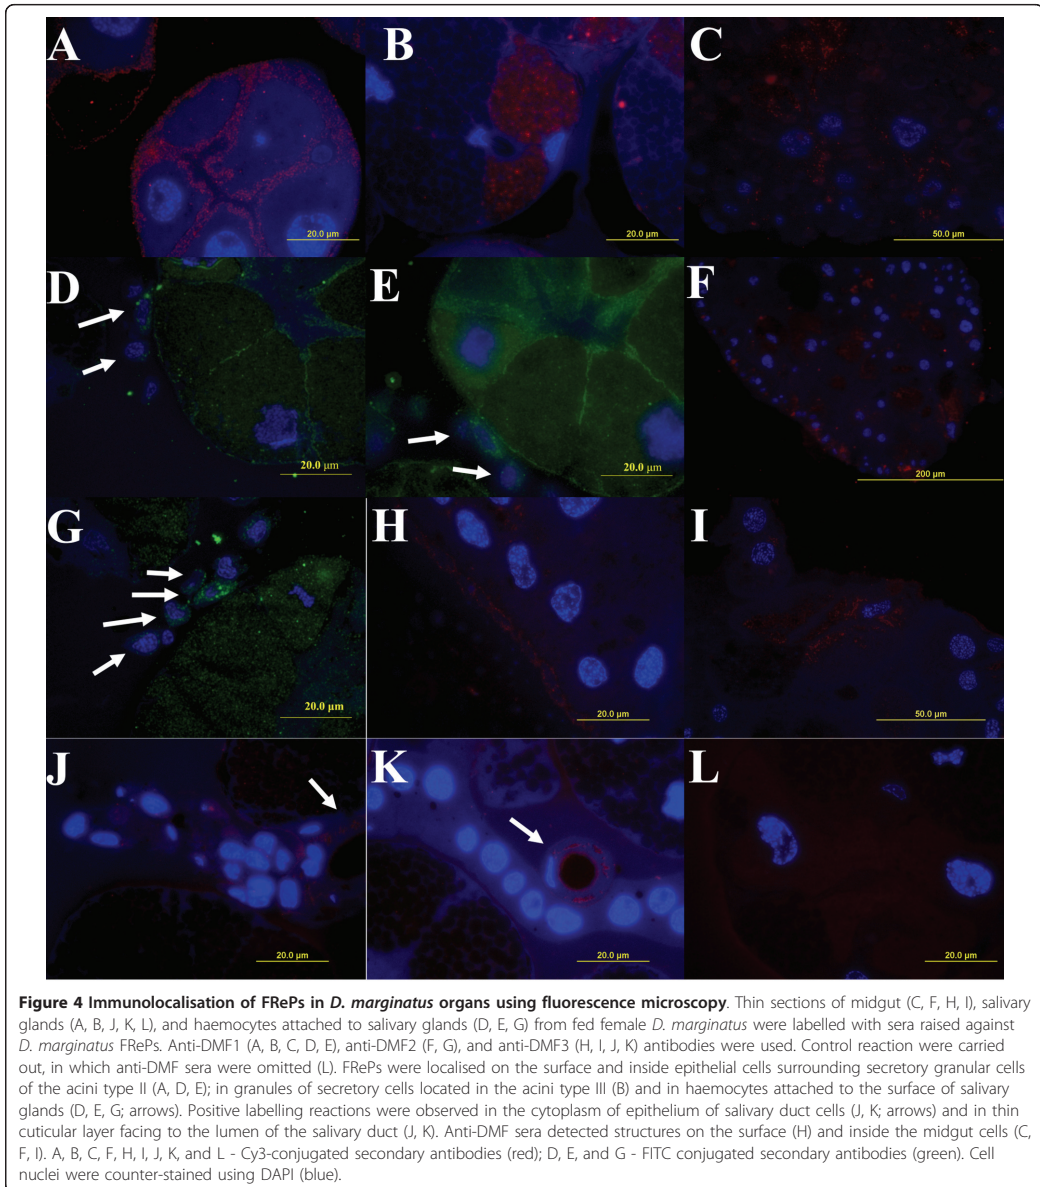 A
B
C
20.0 µm
20.0 µm
50.0 µm
D
E
F
20.0 µm
20.0 µm
200 µm
G
H
I
20.0 µm
20.0 µm
50.0 µm
J
K
L
20.0 µm
20.0 µm
20.0 µm
Figure 4 Immunolocalisation of FRePs in D. marginatus organs using fluorescence microscopy. Thin sections of midgut (C, F, H, I), salivary
glands (A, B, J, K, L), and haemocytes attached to salivary glands (D, E, G) from fed female D. marginatus were labelled with sera raised against
D. marginatus FRePs. Anti-DMF1 (A, B, C, D, E), anti-DMF2 (F, G), and anti-DMF3 (H, I, J, K) antibodies were used. Control reaction were carried
out, in which anti-DMF sera were omitted (L). FRePs were localised on the surface and inside epithelial cells surrounding secretory granular cells
of the acini type II (A, D, E); in granules of secretory cells located in the acini type III (B) and in haemocytes attached to the surface of salivary
glands (D, E, G; arrows). Positive labelling reactions were observed in the cytoplasm of epithelium of salivary duct cells (J, K; arrows) and in thin
cuticular layer facing to the lumen of the salivary duct (J, K). Anti-DMF sera detected structures on the surface (H) and inside the midgut cells (C,
F, I). A, B, C, F, H, I, J, K, and L - Cy3-conjugated secondary antibodies (red); D, E, and G - FITC conjugated secondary antibodies (green). Cell
nuclei were counter-stained using DAPI (blue).